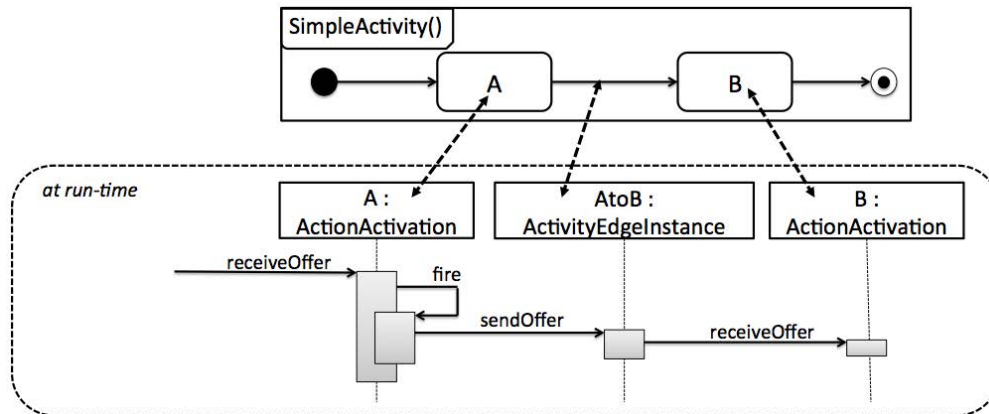 SimpleActivity()
A
B
at run-time
A :
ActionActivation
AtoB :
ActivityEdgeInstance
B :
ActionActivation
receiveOffer
fire
sendOffer
receiveOffer